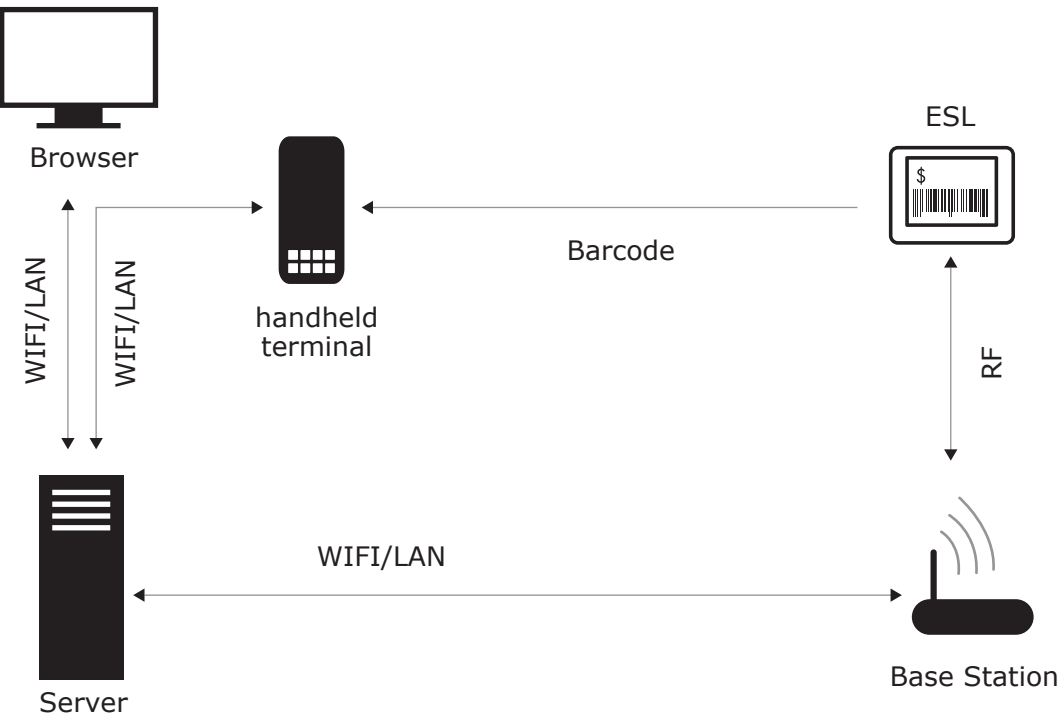 Browser
ESL
$
Barcode
WIFI/LAN
WIFI/LAN
handheld
terminal
RF
WIFI/LAN
Base Station
Server